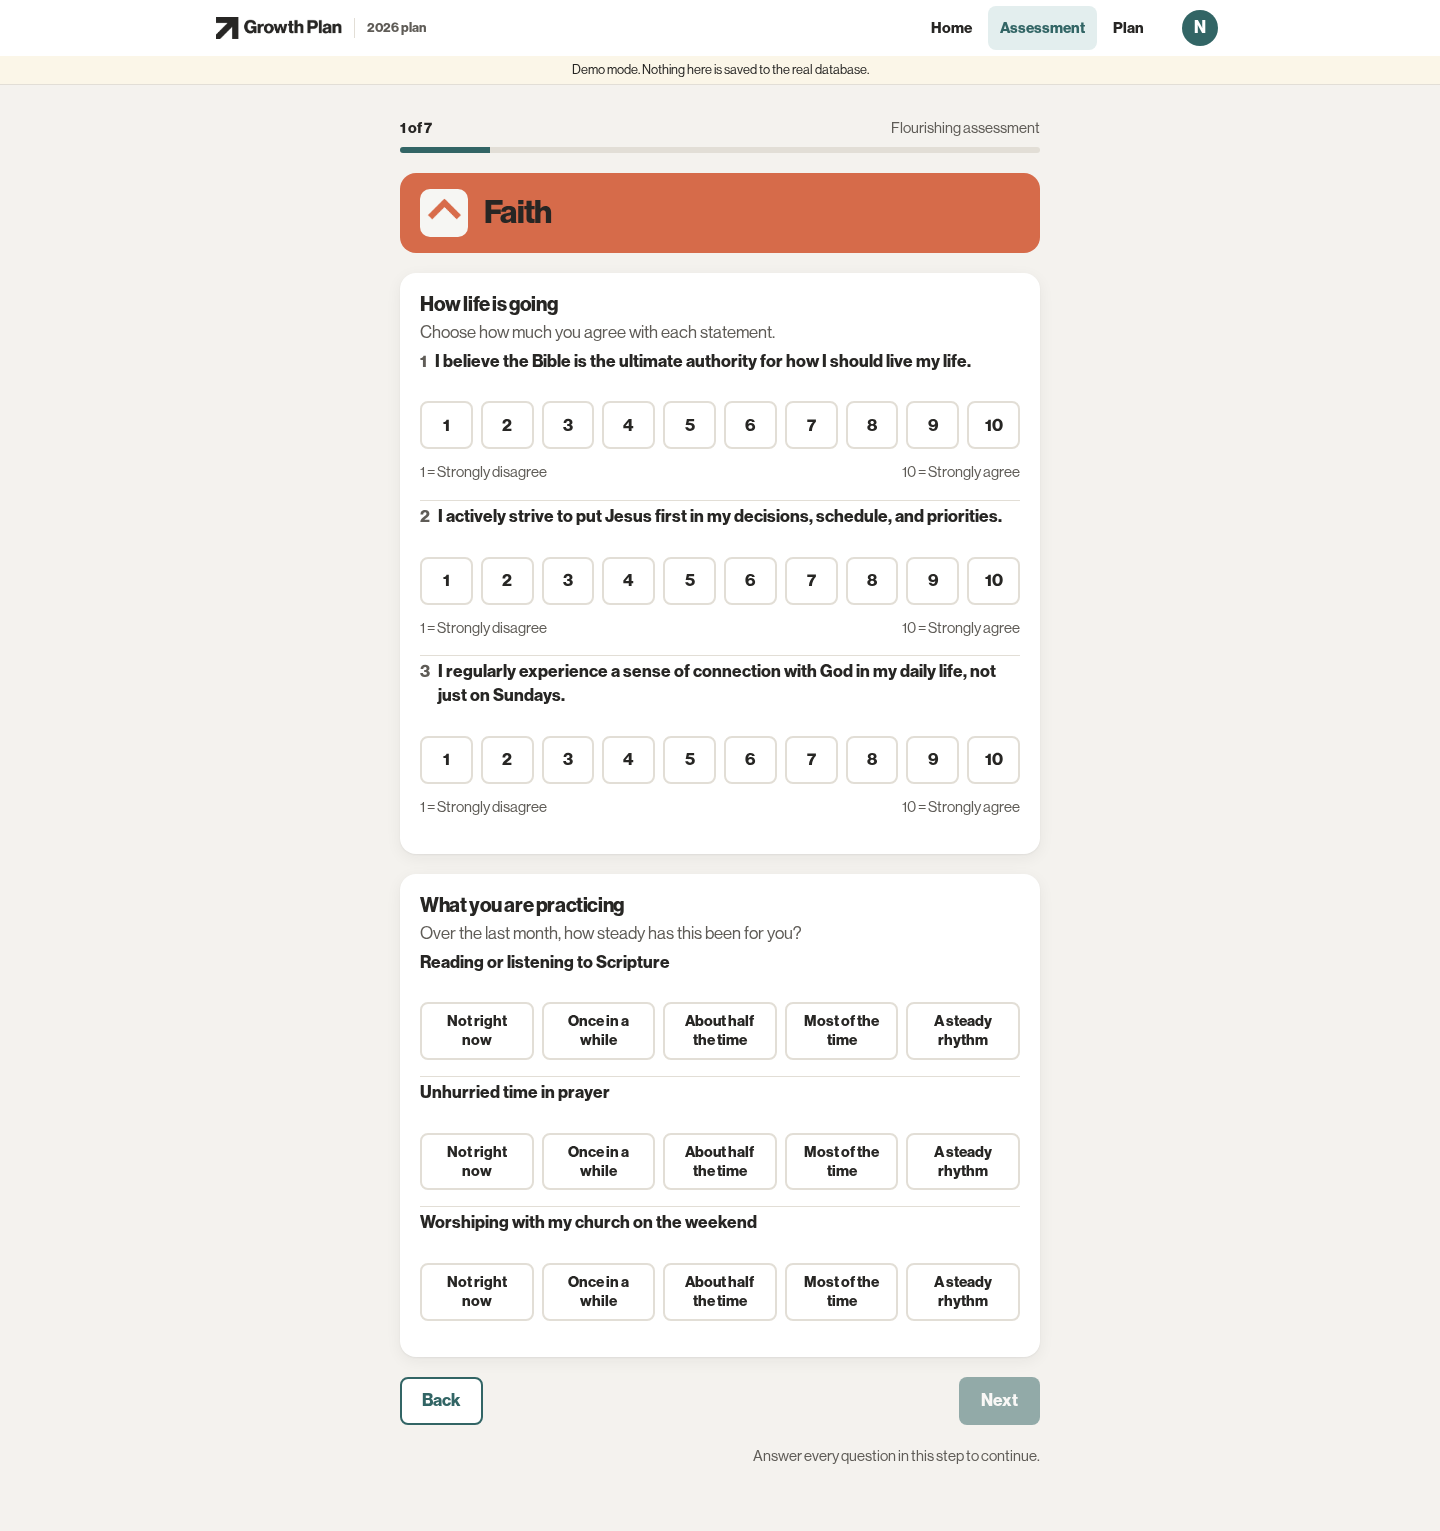 Growth Plan
2026 plan
Home
Assessment
Plan
N
Demo mode. Nothing here is saved to the real database.
1 of 7
Flourishing assessment
Faith
How life is going
Choose how much you agree with each statement.
1 I believe the Bible is the ultimate authority for how I should live my life.
1 2 3 4 5 6 7 8 9 10
1 = Strongly disagree
10 = Strongly agree
2 I actively strive to put Jesus first in my decisions, schedule, and priorities.
1 2 3 4 5 6 7 8 9 10
1 = Strongly disagree
10 = Strongly agree
3 I regularly experience a sense of connection with God in my daily life, not
just on Sundays.
1 2 3 4 5 6 7 8 9 10
1 = Strongly disagree
10 = Strongly agree
What you are practicing
Over the last month, how steady has this been for you?
Reading or listening to Scripture
Not right
now
Once in a
while
About half
the time
Most of the
time
A steady
rhythm
Unhurried time in prayer
Not right
now
Once in a
while
About half
the time
Most of the
time
A steady
rhythm
Worshiping with my church on the weekend
Not right
now
Once in a
while
About half
the time
Most of the
time
A steady
rhythm
Back
Next
Answer every question in this step to continue.